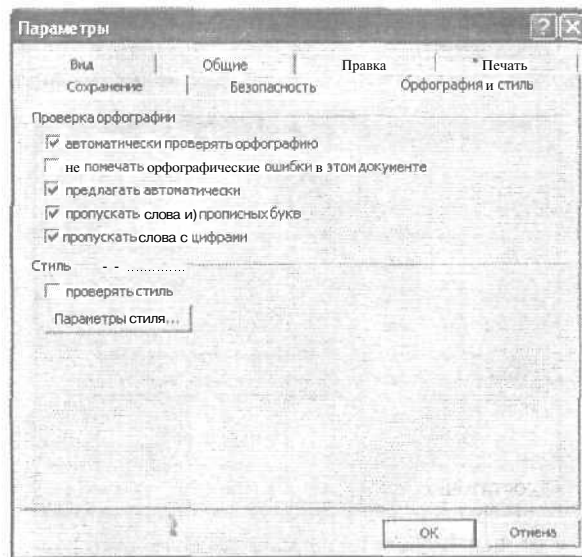 Параметры
Вид Общие Правка Печать
Сохранение Безопасность Орфография и стиль
Проверка орфографии
автоматически проверять орфографию
не помечать орфографические ошибки в этом документе
предлагать автоматически
пропускать слова и) прописных букв
пропускать слова с цифрами
Стиль
проверять стиль
Параметры стиля...
ОК Отмена